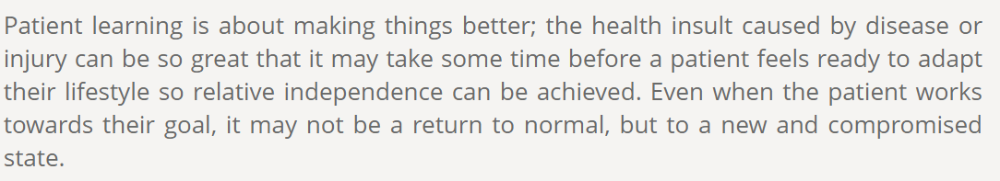 Patient learning is about making things better; the health insult caused by disease or
injury can be so great that it may take some time before a patient feels ready to adapt
their lifestyle so relative independence can be achieved. Even when the patient works
towards their goal, it may not be a return to normal, but to a new and compromised
state.